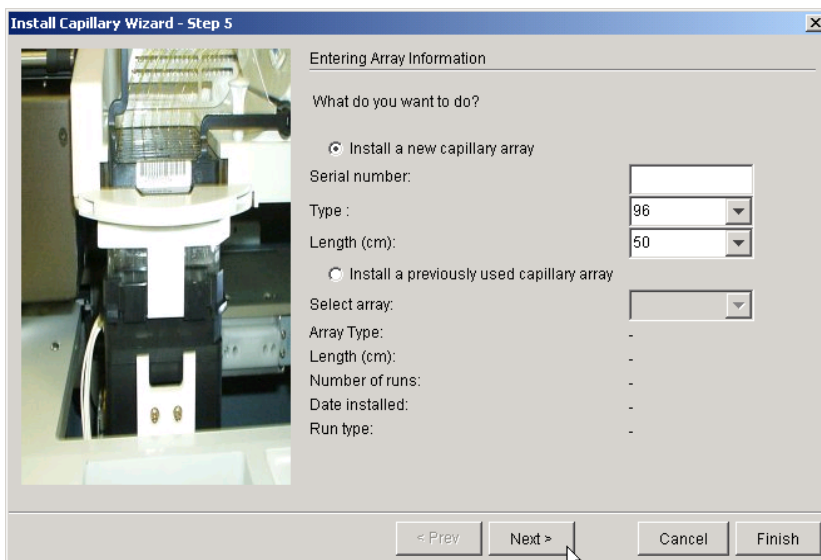 Install Capillary Wizard - Step 5
Entering Array Information
What do you want to do?
Install a new capillary array
Serial number:
Type : 96
Length (cm): 50
Install a previously used capillary array
Select array:
Array Type: -
Length (cm): -
Number of runs: -
Date installed: -
Run type: -
< Prev Next > Cancel Finish